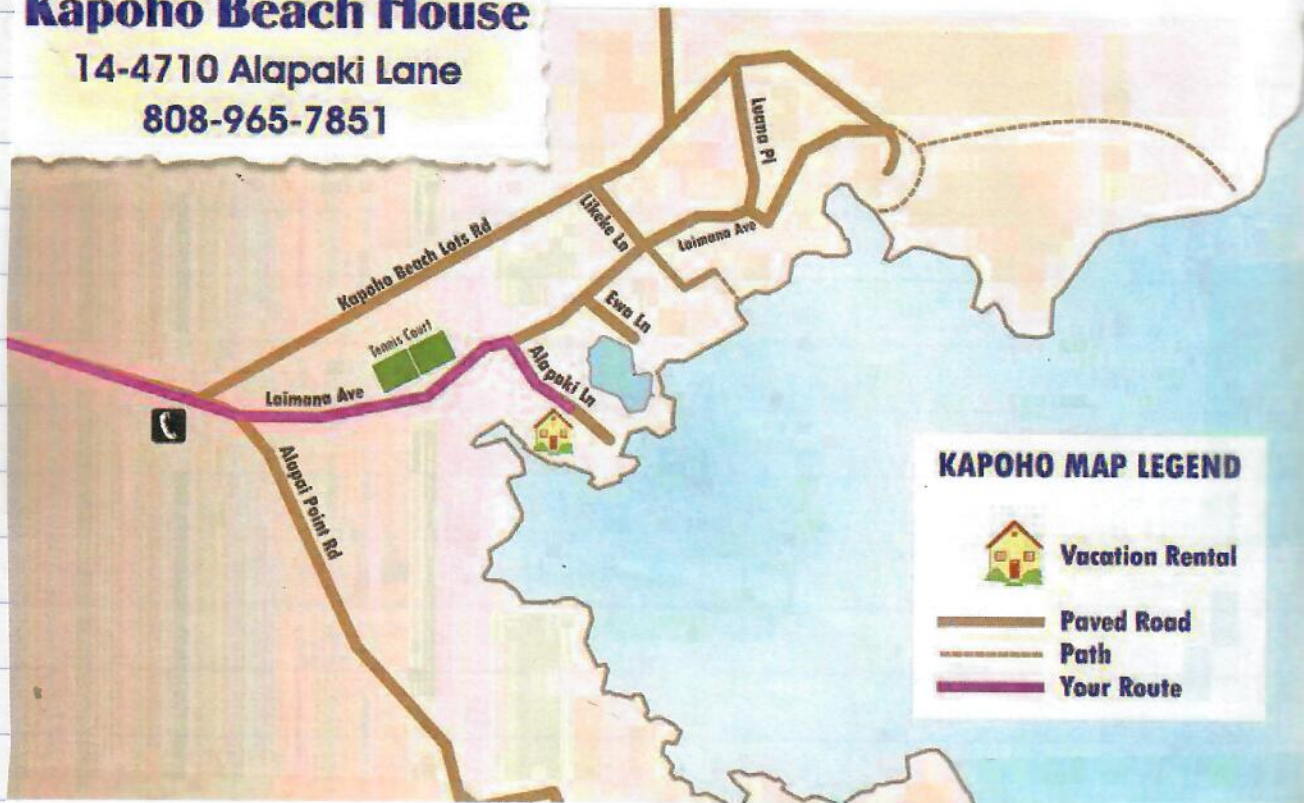 Kapoho Beach House
14-4710 Alapaki Lane
808-965-7851
Luana Pl
Likeke Ln
Laimana Ave
Kapoho Beach Lots Rd
Ewa Ln
Tennis Court
Alapaki Ln
Laimana Ave
Alapai Point Rd
KAPOHO MAP LEGEND
Vacation Rental
Paved Road
Path
Your Route